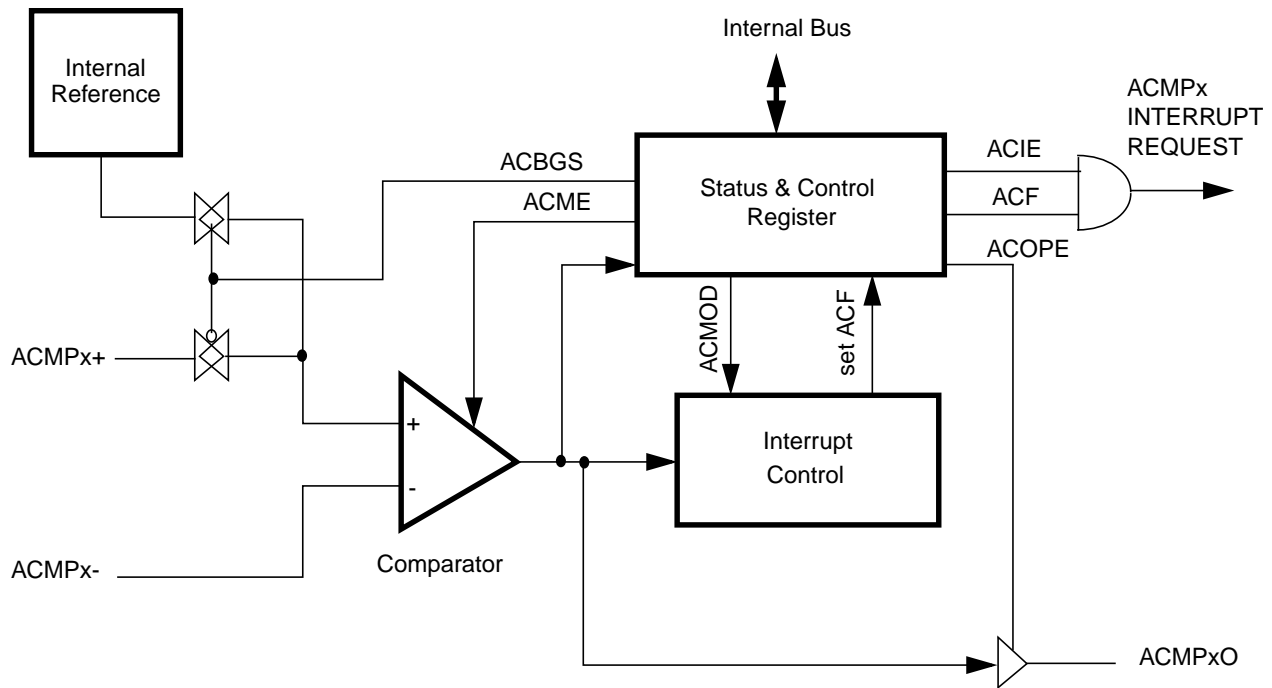 Internal Bus
Internal
Reference
ACMPx
INTERRUPT
REQUEST
ACBGS
ACME
Status & Control
Register
ACIE
ACF
ACOPE
ACMOD
set ACF
ACMPx+
+
-
Interrupt
Control
Comparator
ACMPx-
ACMPxO